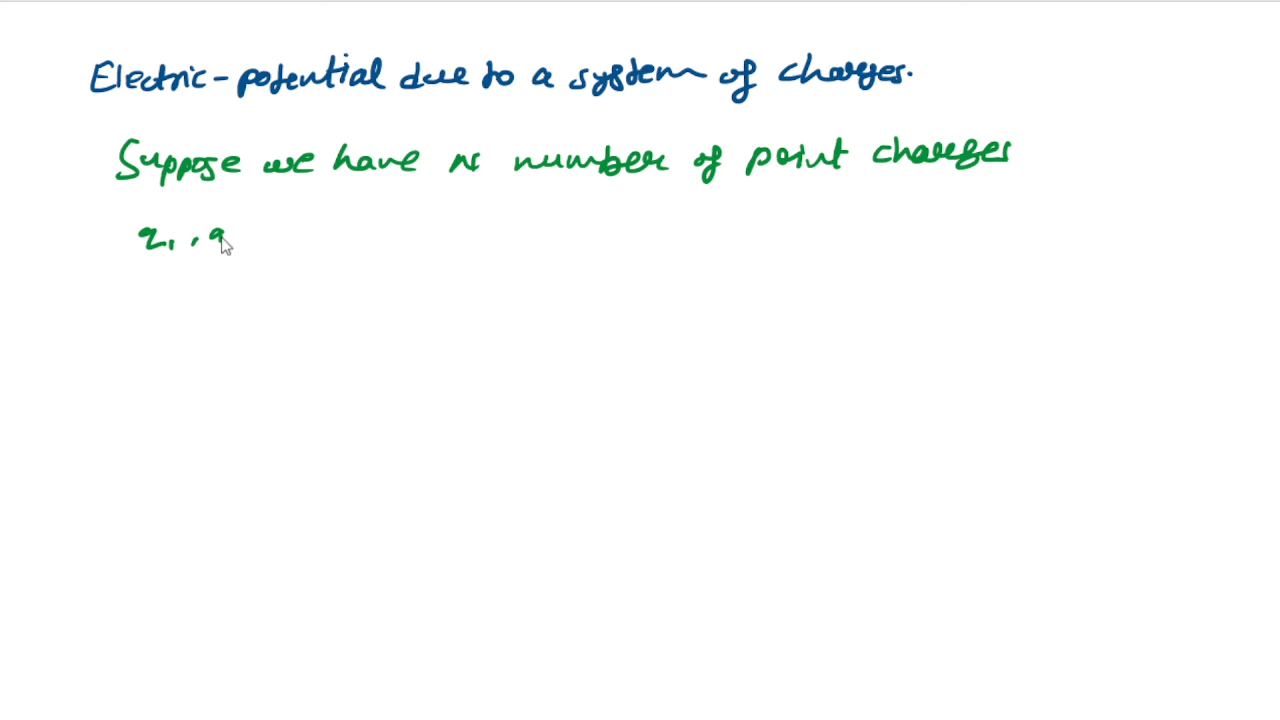 Electric-potential due to a system of charges.
Suppose we have n number of point charges
q₁, q